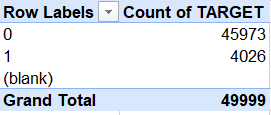 Row Labels Count of TARGET
0 45973
1 4026
(blank)
Grand Total 49999